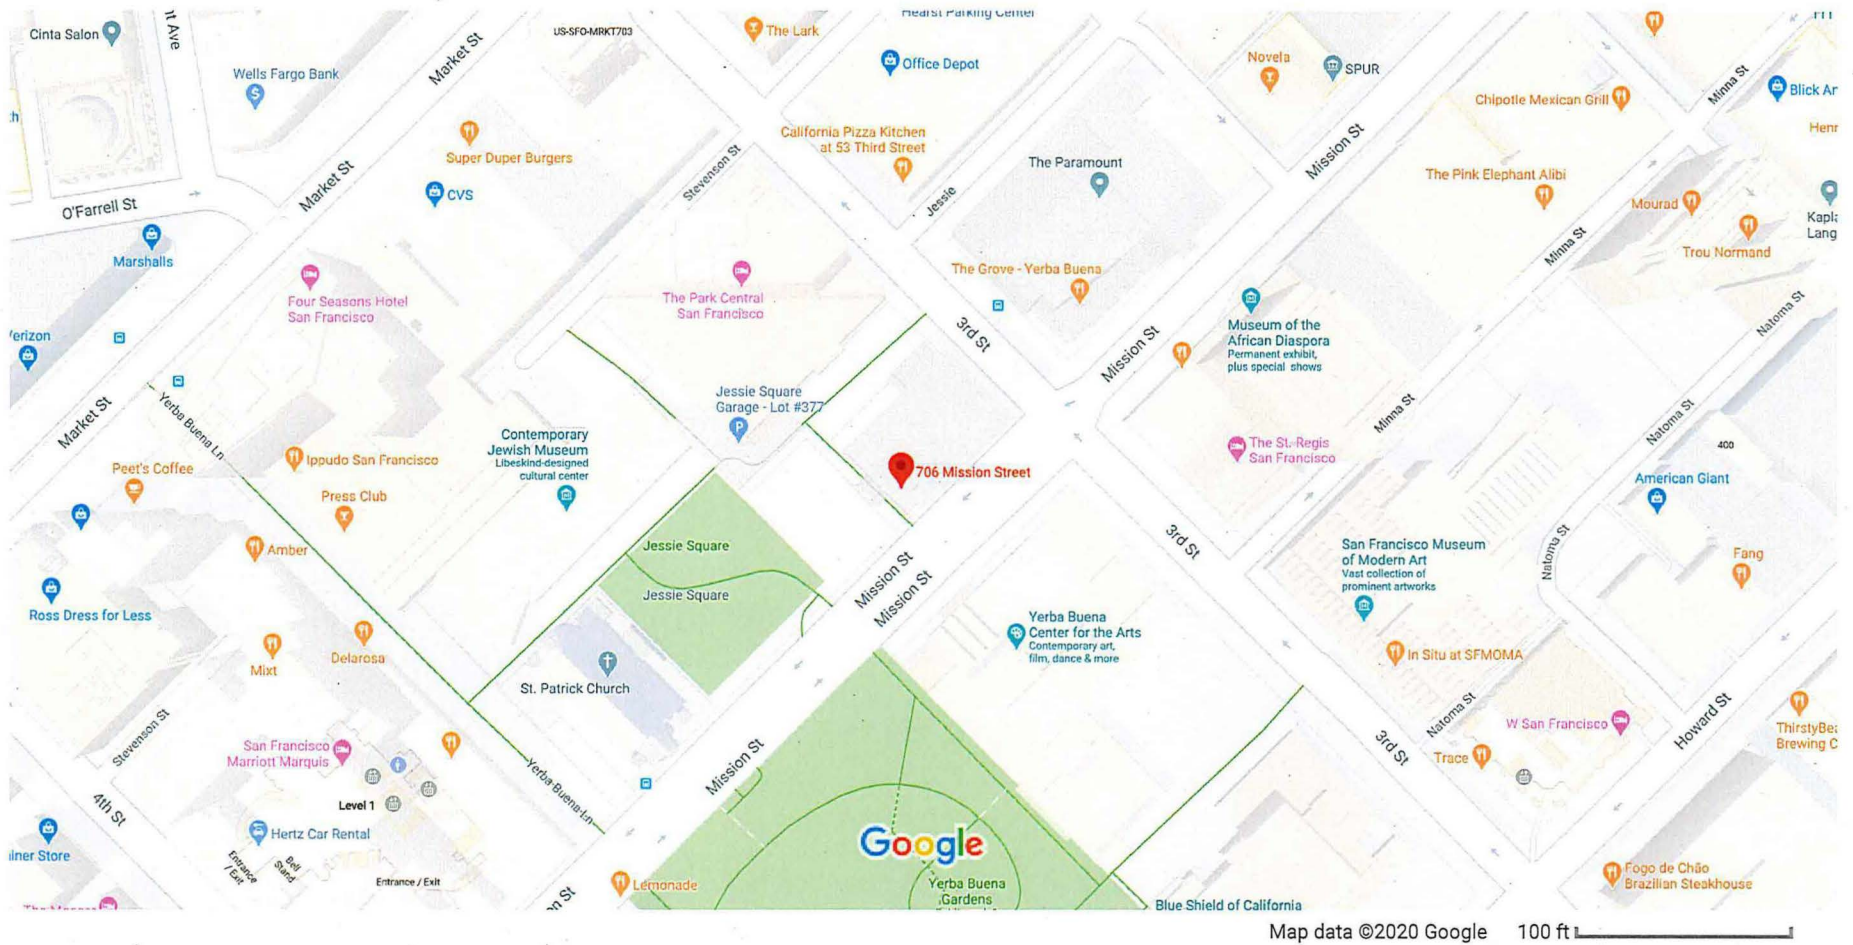 Cinta Salon
Market St
US-SFO-MRKT703
The Lark
Hearst Parking Center
Office Depot
Novela
SPUR
Minna St
Blick Ar
Chipotle Mexican Grill
Wells Fargo Bank
Super Duper Burgers
California Pizza Kitchen
at 53 Third Street
The Paramount
Mission St
Henr
The Pink Elephant Alibi
Mourad
Kapla
Lang
Trou Normand
CVS
Market St
Stevenson St
Jessie
O'Farrell St
Marshalls
Minna St
Four Seasons Hotel
San Francisco
The Park Central
San Francisco
The Grove - Yerba Buena
3rd St
Mission St
Museum of the
African Diaspora
Permanent exhibit,
plus special shows
Natoma St
Verizon
Market St
Yerba Buena Ln
Jessie Square
Garage - Lot #377
Minna St
Natoma St
400
Contemporary
Jewish Museum
Libeskind-designed
cultural center
The St. Regis
San Francisco
Peet's Coffee
Ippudo San Francisco
706 Mission Street
American Giant
Press Club
Amber
Jessie Square
Jessie Square
Mission St
Mission St
3rd St
San Francisco Museum
of Modern Art
Vast collection of
prominent artworks
Natoma St
Fang
Ross Dress for Less
Mixt
Delarosa
St. Patrick Church
Yerba Buena
Center for the Arts
Contemporary art,
film, dance & more
In Situ at SFMOMA
Stevenson St
San Francisco
Marriott Marquis
Level 1
Yerba Buena Ln
Mission St
3rd St
Natoma St
W San Francisco
Trace
Howard St
ThirstyBea
Brewing C
4th St
Hertz Car Rental
Entrance
/ Exit
Bell
Stand
Entrance / Exit
Google
Yerba Buena
Gardens
Lemonade
on St
Fogo de Chão
Brazilian Steakhouse
Blue Shield of California
Map data ©2020 Google 100 ft